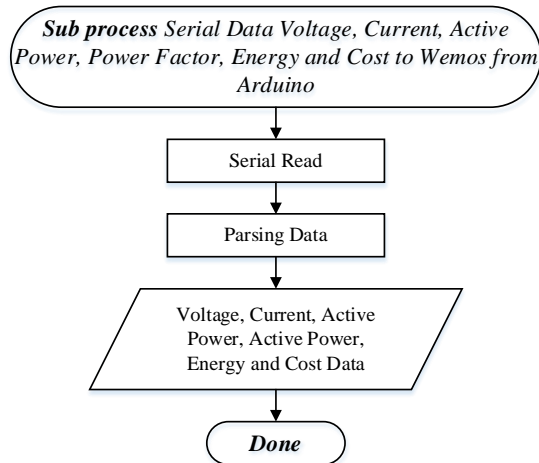 Sub process Serial Data Voltage, Current, Active
Power, Power Factor, Energy and Cost to Wemos from
Arduino
Serial Read
Parsing Data
Voltage, Current, Active
Power, Active Power,
Energy and Cost Data
Done